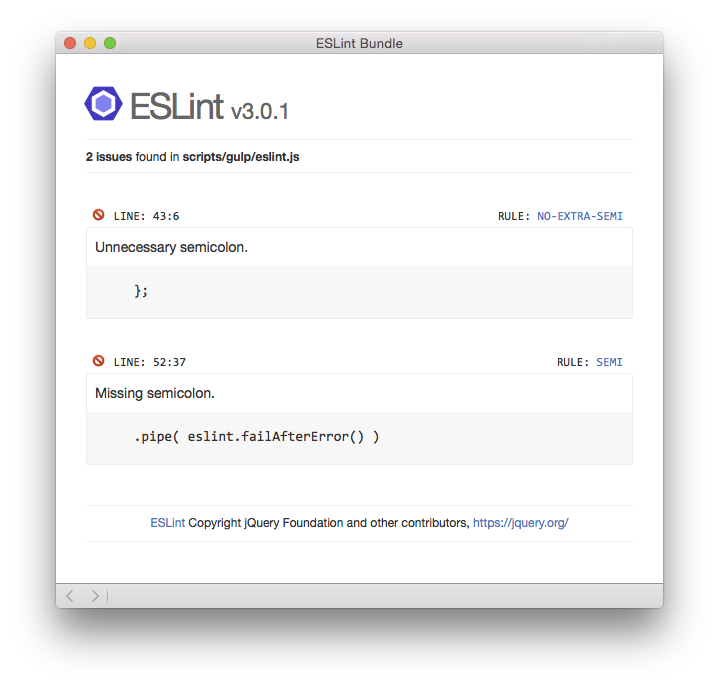 ESLint Bundle
ESLint v3.0.1
2 issues found in scripts/gulp/eslint.js
LINE: 43:6 RULE: NO-EXTRA-SEMI
Unnecessary semicolon.
};
LINE: 52:37 RULE: SEMI
Missing semicolon.
.pipe( eslint.failAfterError() )
ESLint Copyright jQuery Foundation and other contributors, https://jquery.org/